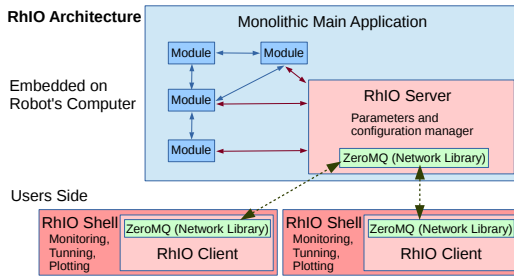 RhIO Architecture
Monolithic Main Application
Module
Module
Embedded on
Robot's Computer
Module
Module
RhIO Server
Parameters and
configuration manager
ZeroMQ (Network Library)
Users Side
RhIO Shell
Monitoring,
Tunning,
Plotting
ZeroMQ (Network Library)
RhIO Client
RhIO Shell
Monitoring,
Tunning,
Plotting
ZeroMQ (Network Library)
RhIO Client